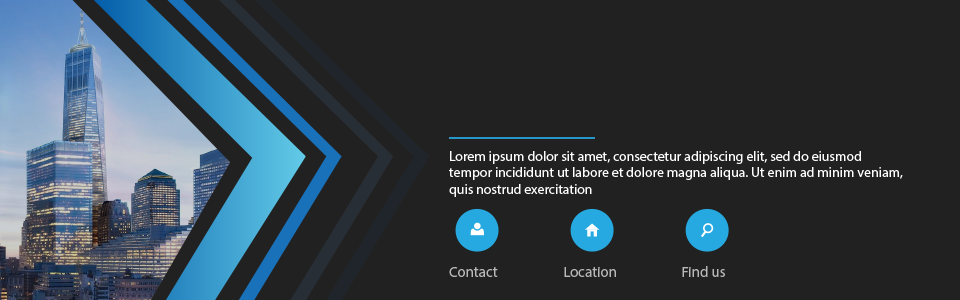 Lorem ipsum dolor sit amet, consectetur adipiscing elit, sed do eiusmod
tempor incididunt ut labore et dolore magna aliqua. Ut enim ad minim veniam,
quis nostrud exercitation
Contact
Location
Find us